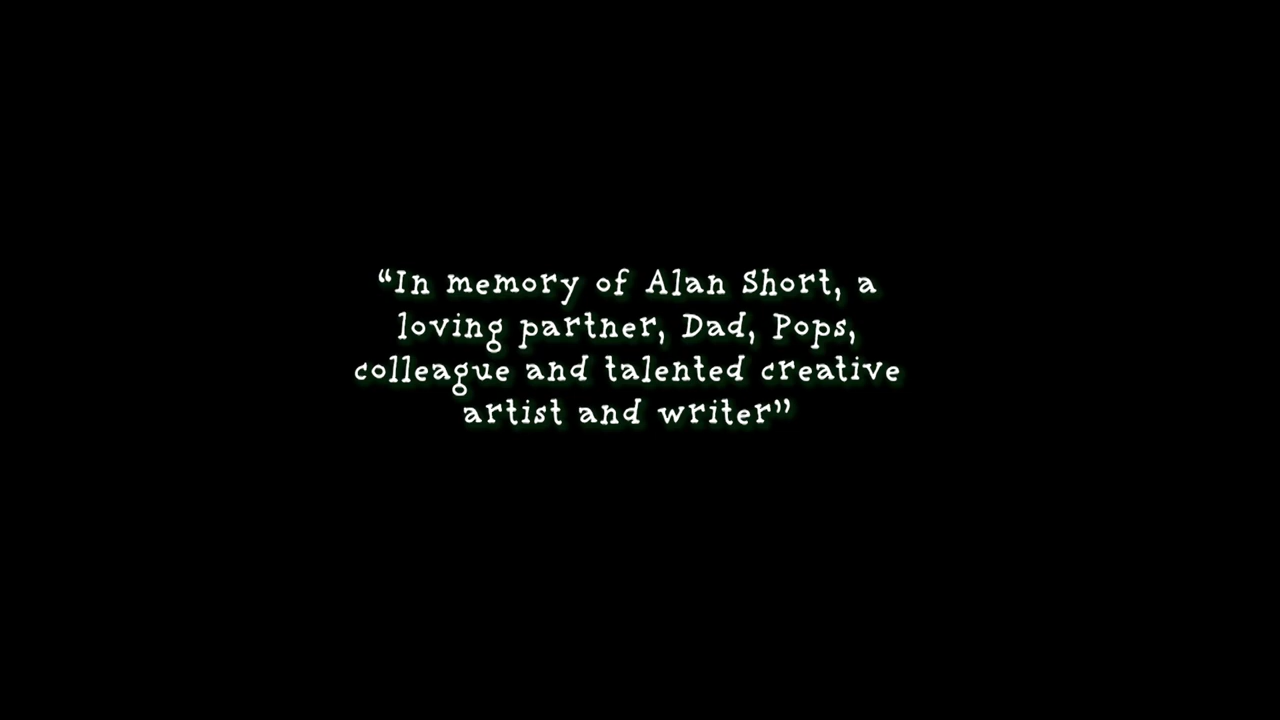 “In memory of Alan Short, a
loving partner, Dad, Pops,
colleague and talented creative
artist and writer”